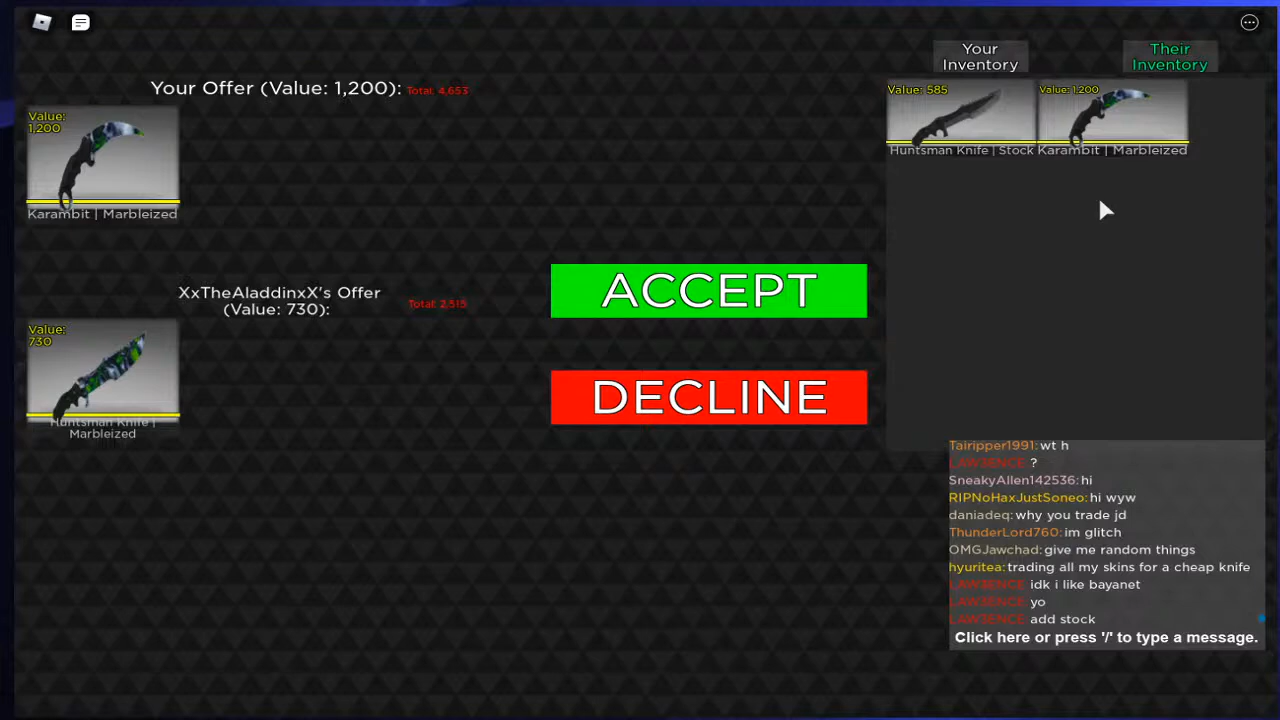 Your Inventory
Their Inventory
Your Offer (Value: 1,200):
Total: 4,653
Value: 1,200
Karambit | Marbleized
Value: 585
Huntsman Knife | Stock
Value: 1,200
Karambit | Marbleized
XxTheAladdinxX's Offer
(Value: 730):
Total: 2,515
Value:
730
Huntsman Knife |
Marbleized
ACCEPT
DECLINE
Tairipper1991: wt h
LAW3ENCE: ?
SneakyAllen142536: hi
RIPNoHaxJustSoneo: hi wyw
daniadeq: why you trade jd
ThunderLord760: im glitch
OMGJawchad: give me random things
hyuritea: trading all my skins for a cheap knife
LAW3ENCE: idk i like bayanet
LAW3ENCE: yo
LAW3ENCE: add stock
Click here or press '/' to type a message.